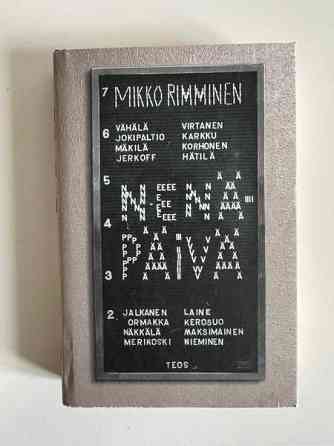 7 MIKKO RIMMINEN
6 VÄHÄLÄ VIRTANEN
JOKIPALTIO KARKKU
MÄKILÄ KORHONEN
JERKOFF HÄTILÄ
5
NENÄ
4
PÄIVÄ
3
2 JALKANEN LAINE
ORMAKKA KEROSUO
NÄKKÄLÄ MAKSIMAINEN
MERIKOSKI NIEMINEN
TEOS